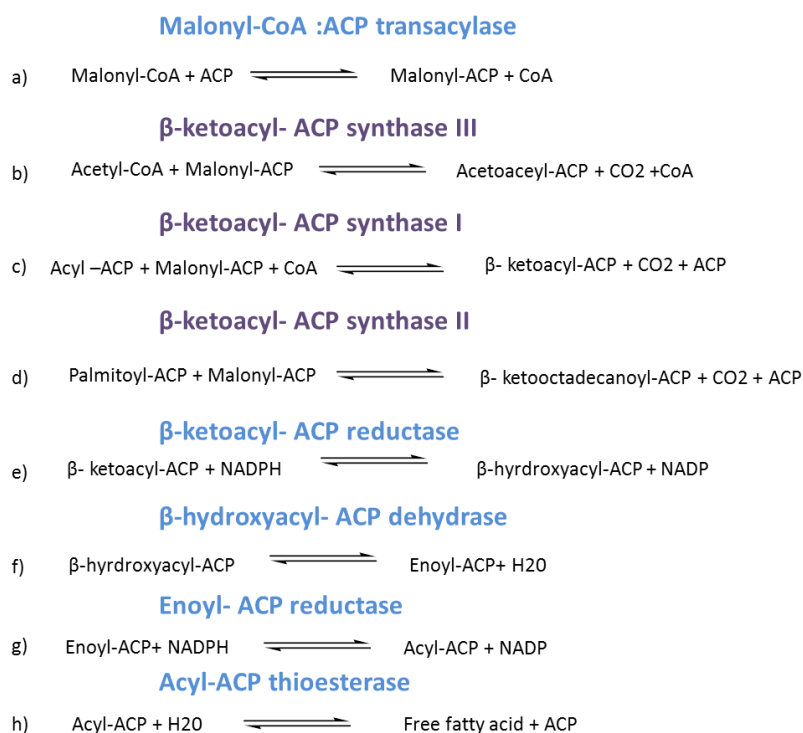 Malonyl-CoA :ACP transacylase
a) Malonyl-CoA + ACP Malonyl-ACP + CoA
β-ketoacyl- ACP synthase III
b) Acetyl-CoA + Malonyl-ACP Acetoaceyl-ACP + CO2 +CoA
β-ketoacyl- ACP synthase I
c) Acyl –ACP + Malonyl-ACP + CoA β- ketoacyl-ACP + CO2 + ACP
β-ketoacyl- ACP synthase II
d) Palmitoyl-ACP + Malonyl-ACP β- ketooctadecanoyl-ACP + CO2 + ACP
β-ketoacyl- ACP reductase
e) β- ketoacyl-ACP + NADPH β-hyrdroxyacyl-ACP + NADP
β-hydroxyacyl- ACP dehydrase
f) β-hyrdroxyacyl-ACP Enoyl-ACP+ H20
Enoyl- ACP reductase
g) Enoyl-ACP+ NADPH Acyl-ACP + NADP
Acyl-ACP thioesterase
h) Acyl-ACP + H20 Free fatty acid + ACP